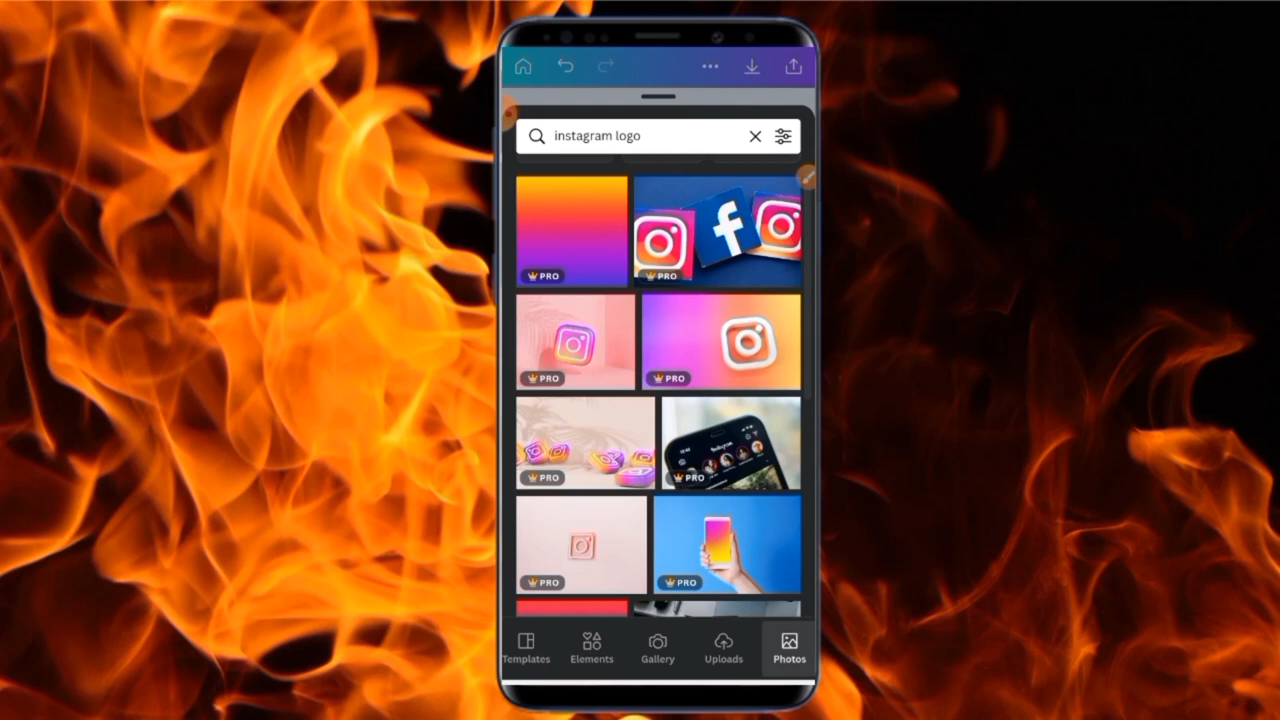 instagram logo
PRO
PRO
PRO
PRO
PRO
PRO
PRO
PRO
Templates
Elements
Gallery
Uploads
Photos